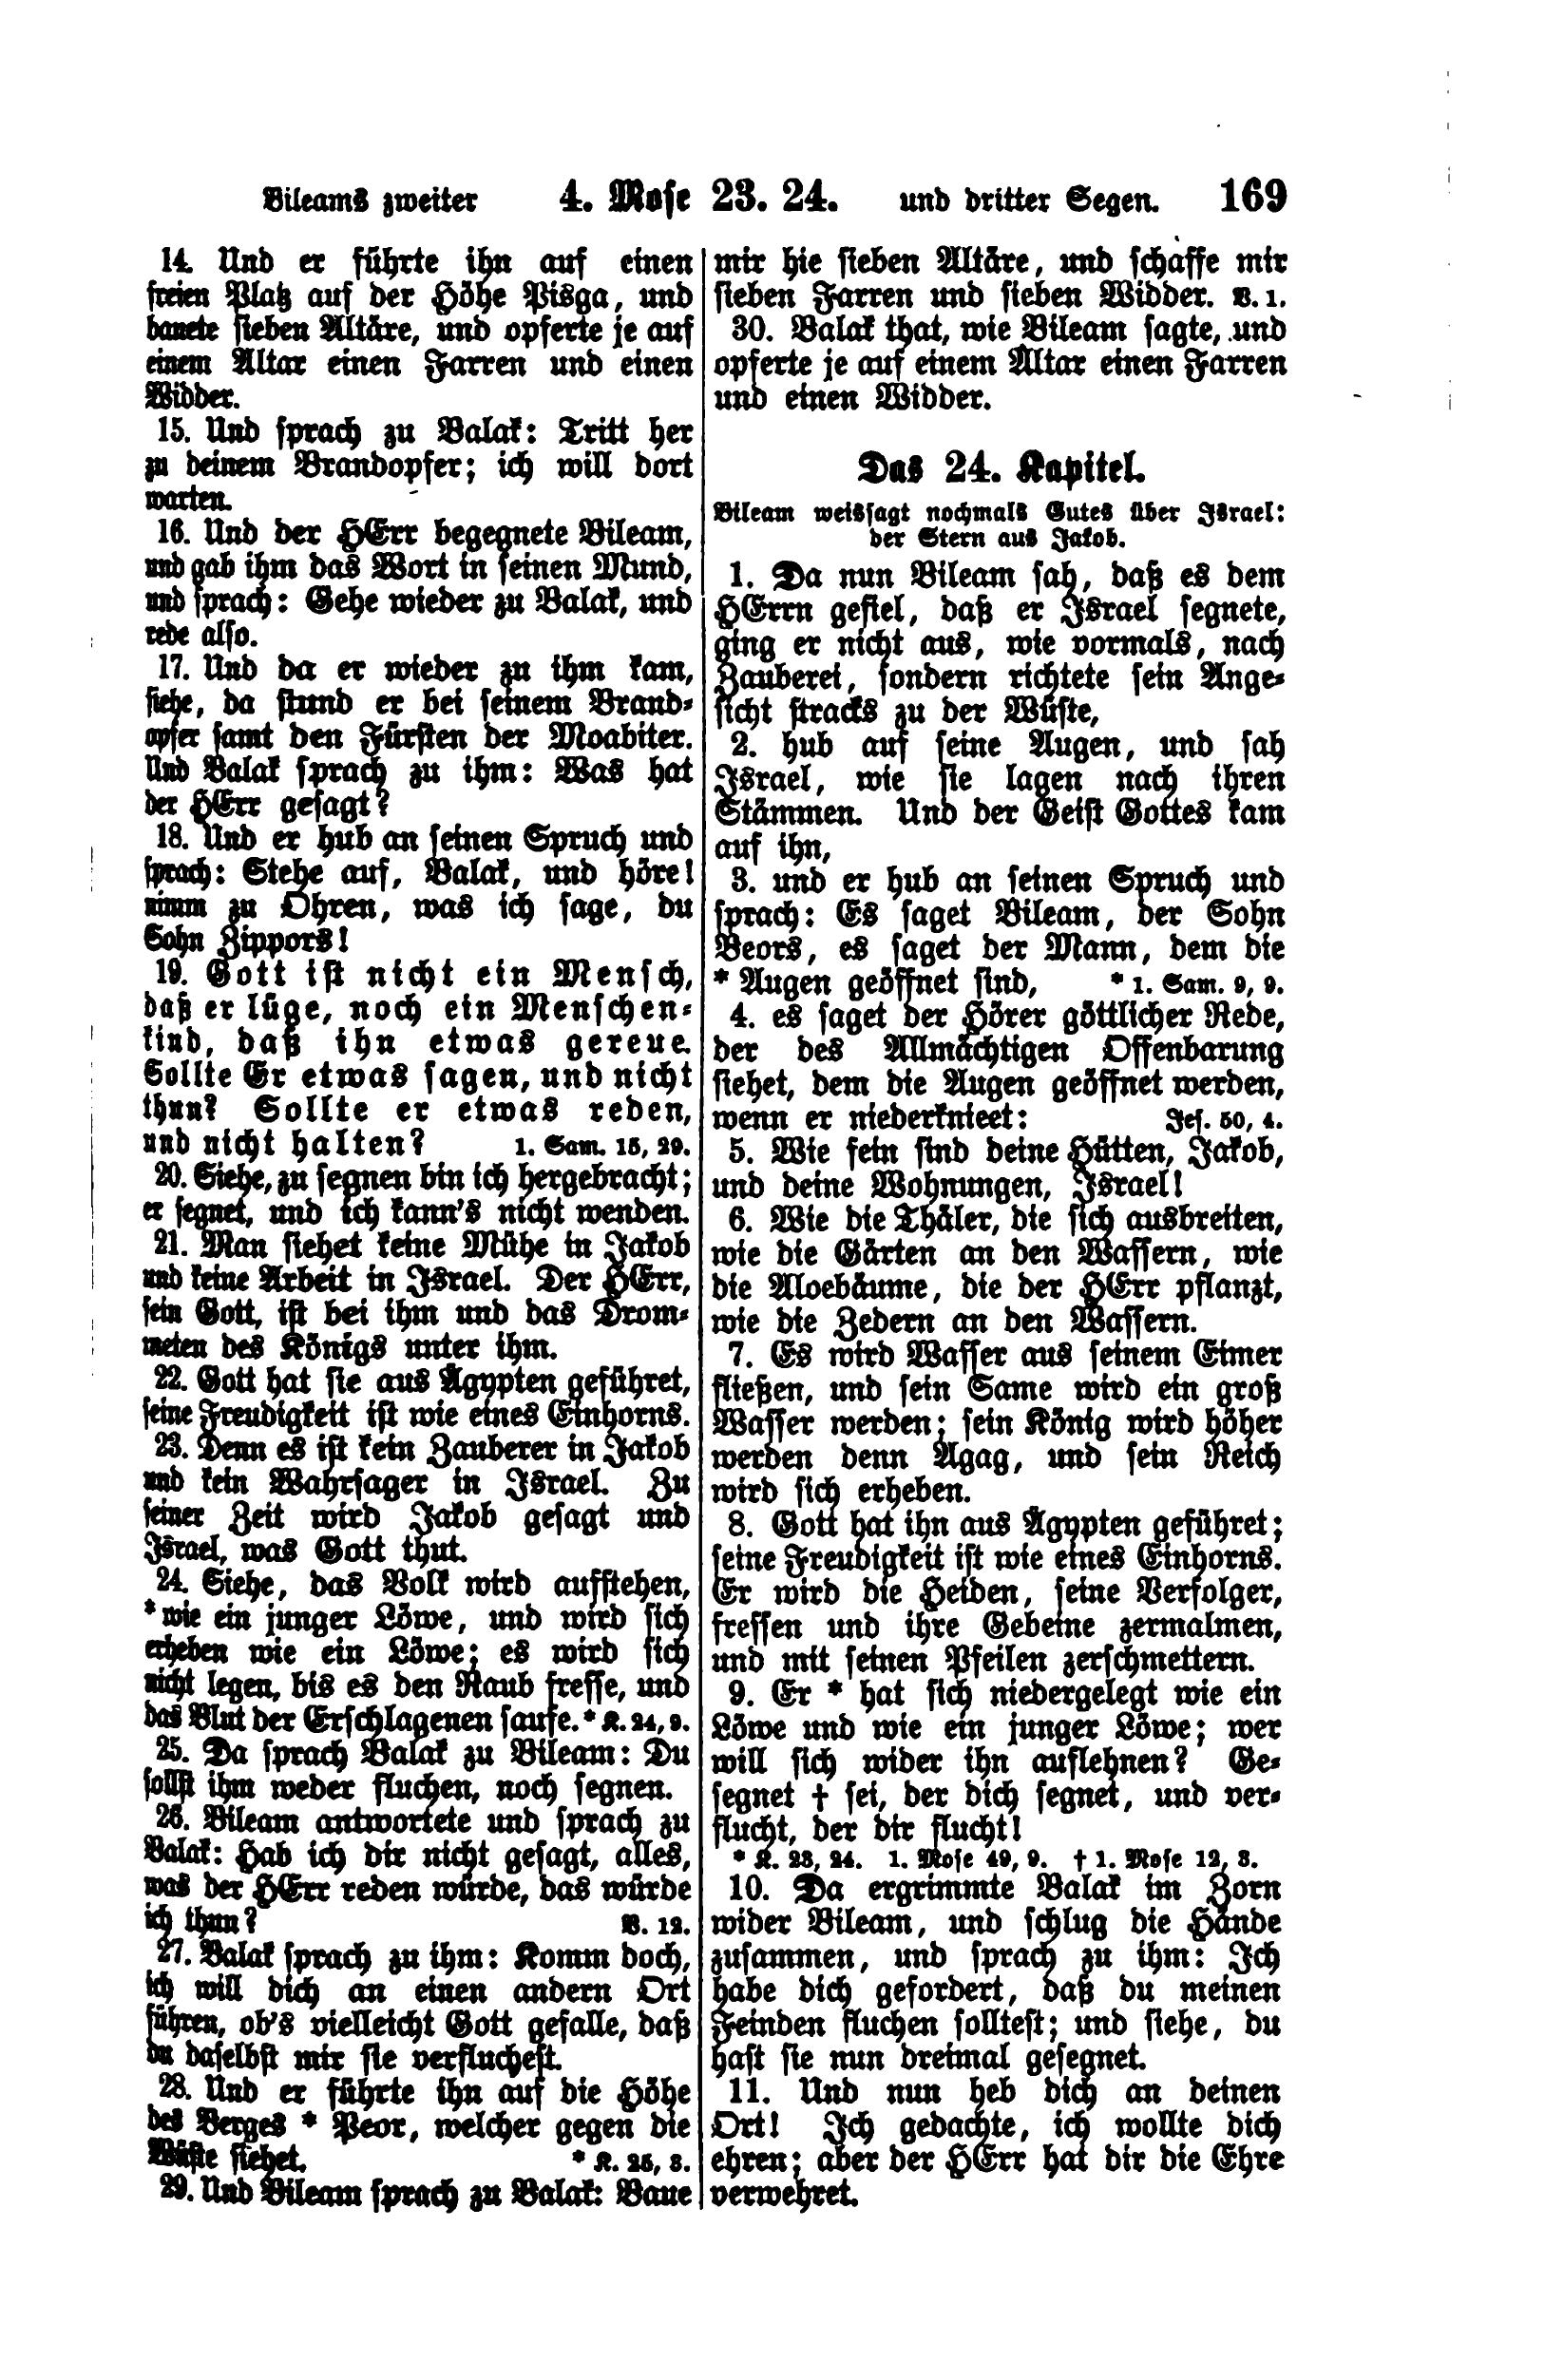 Bileams zweiter 4. Mose 23. 24. und dritter Segen. 169
14. Und er führte ihn auf einen
freien Platz auf der Höhe Pisga, und
bauete sieben Altäre, und opferte je auf
einem Altar einen Farren und einen
Widder.
15. Und sprach zu Balak: Tritt her
zu deinem Brandopfer; ich will dort
warten.
16. Und der HErr begegnete Bileam,
und gab ihm das Wort in seinen Mund,
und sprach: Gehe wieder zu Balak, und
rede also.
17. Und da er wieder zu ihm kam,
siehe, da stund er bei seinem Brand-
opfer samt den Fürsten der Moabiter.
Und Balak sprach zu ihm: Was hat
der HErr gesagt?
18. Und er hub an seinen Spruch und
sprach: Stehe auf, Balak, und höre!
nimm zu Ohren, was ich sage, du
Sohn Zippors!
19. Gott ist nicht ein Mensch,
daß er lüge, noch ein Menschen-
kind, daß ihn etwas gereue.
Sollte Er etwas sagen, und nicht
thun? Sollte er etwas reden,
und nicht halten? 1. Sam. 15, 29.
20. Siehe, zu segnen bin ich hergebracht;
er segnet, und ich kann's nicht wenden.
21. Man siehet keine Mühe in Jakob
und keine Arbeit in Israel. Der HErr,
sein Gott, ist bei ihm und das Drom-
meten des Königs unter ihm.
22. Gott hat sie aus Ägypten geführet,
seine Freudigkeit ist wie eines Einhorns.
23. Denn es ist kein Zauberer in Jakob
und kein Wahrsager in Israel. Zu
seiner Zeit wird Jakob gesagt und
Israel, was Gott thut.
24. Siehe, das Volk wird aufstehen,
* wie ein junger Löwe, und wird sich
erheben wie ein Löwe; es wird sich
nicht legen, bis es den Raub fresse, und
das Blut der Erschlagenen saufe. * K. 24, 9.
25. Da sprach Balak zu Bileam: Du
sollst ihm weder fluchen, noch segnen.
26. Bileam antwortete und sprach zu
Balak: Hab ich dir nicht gesagt, alles,
was der HErr reden würde, das würde
ich thun? V. 12.
27. Balak sprach zu ihm: Komm doch,
ich will dich an einen andern Ort
führen, ob's vielleicht Gott gefalle, daß
du daselbst mir sie verfluchest.
28. Und er führte ihn auf die Höhe
des Berges * Peor, welcher gegen die
Wüste siehet. * K. 25, 3.
29. Und Bileam sprach zu Balak: Baue
mir hie sieben Altäre, und schaffe mir
sieben Farren und sieben Widder. V. 1.
30. Balak that, wie Bileam sagte, und
opferte je auf einem Altar einen Farren
und einen Widder.
Das 24. Kapitel.
Bileam weissagt nochmals Gutes über Israel:
der Stern aus Jakob.
1. Da nun Bileam sah, daß es dem
HErrn gefiel, daß er Israel segnete,
ging er nicht aus, wie vormals, nach
Zauberei, sondern richtete sein Ange-
sicht stracks zu der Wüste,
2. hub auf seine Augen, und sah
Israel, wie sie lagen nach ihren
Stämmen. Und der Geist Gottes kam
auf ihn,
3. und er hub an seinen Spruch und
sprach: Es saget Bileam, der Sohn
Beors, es saget der Mann, dem die
* Augen geöffnet sind, * 1. Sam. 9, 9.
4. es saget der Hörer göttlicher Rede,
der des Allmächtigen Offenbarung
siehet, dem die Augen geöffnet werden,
wenn er niederknieet: Jes. 50, 4.
5. Wie fein sind deine Hütten, Jakob,
und deine Wohnungen, Israel!
6. Wie die Thäler, die sich ausbreiten,
wie die Gärten an den Wassern, wie
die Aloebäume, die der HErr pflanzt,
wie die Zedern an den Wassern.
7. Es wird Wasser aus seinem Eimer
fließen, und sein Same wird ein groß
Wasser werden; sein König wird höher
werden denn Agag, und sein Reich
wird sich erheben.
8. Gott hat ihn aus Ägypten geführet;
seine Freudigkeit ist wie eines Einhorns.
Er wird die Heiden, seine Verfolger,
fressen und ihre Gebeine zermalmen,
und mit seinen Pfeilen zerschmettern.
9. Er * hat sich niedergelegt wie ein
Löwe und wie ein junger Löwe; wer
will sich wider ihn auflehnen? Ge-
segnet † sei, der dich segnet, und ver-
flucht, der dir flucht!
* K. 23, 24. 1. Mose 49, 9. † 1. Mose 12, 3.
10. Da ergrimmte Balak im Zorn
wider Bileam, und schlug die Hände
zusammen, und sprach zu ihm: Ich
habe dich gefordert, daß du meinen
Feinden fluchen solltest; und siehe, du
hast sie nun dreimal gesegnet.
11. Und nun heb dich an deinen
Ort! Ich gedachte, ich wollte dich
ehren; aber der HErr hat dir die Ehre
verwehret.